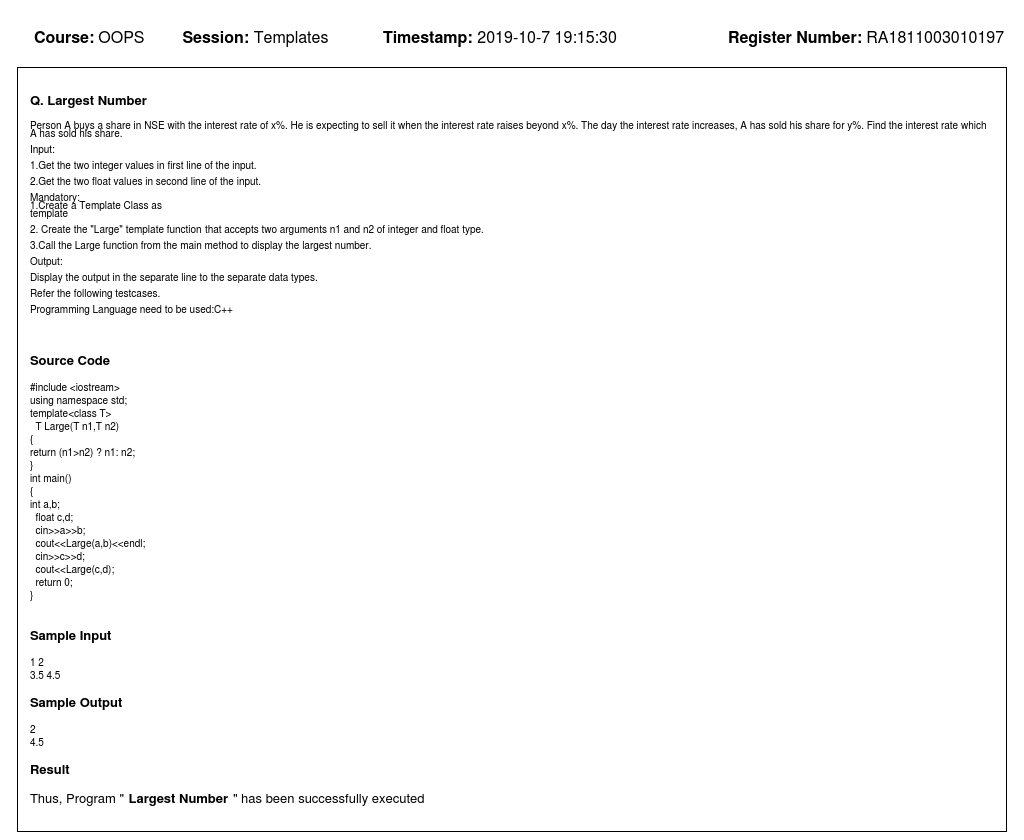 Course: OOPS Session: Templates Timestamp: 2019-10-7 19:15:30 Register Number: RA1811003010197
Q. Largest Number
Person A buys a share in NSE with the interest rate of x%. He is expecting to sell it when the interest rate raises beyond x%. The day the interest rate increases, A has sold his share for y%. Find the interest rate which
A has sold his share.
Input:
1.Get the two integer values in first line of the input.
2.Get the two float values in second line of the input.
Mandatory:
1.Create a Template Class as
template
2. Create the "Large" template function that accepts two arguments n1 and n2 of integer and float type.
3.Call the Large function from the main method to display the largest number.
Output:
Display the output in the separate line to the separate data types.
Refer the following testcases.
Programming Language need to be used:C++
Source Code
#include <iostream>
using namespace std;
template<class T>
T Large(T n1,T n2)
{
return (n1>n2) ? n1: n2;
}
int main()
{
int a,b;
float c,d;
cin>>a>>b;
cout<<Large(a,b)<<endl;
cin>>c>>d;
cout<<Large(c,d);
return 0;
}
Sample Input
1 2
3.5 4.5
Sample Output
2
4.5
Result
Thus, Program " Largest Number " has been successfully executed